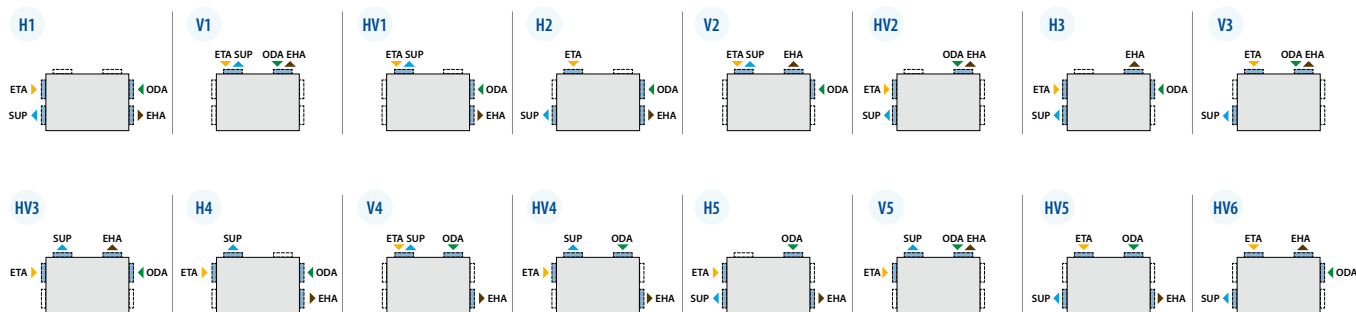 H1 V1 HV1 H2 V2 HV2 H3 V3
ETA SUP ODA EHA ETA SUP ETA ETA SUP EHA ODA EHA EHA ETA ODA EHA
ETA ODA ODA ODA ODA ETA ETA ODA
SUP EHA EHA SUP EHA SUP SUP SUP
HV3 H4 V4 HV4 H5 V5 HV5 HV6
SUP EHA SUP ETA SUP ODA SUP ODA ODA SUP ODA EHA ETA ODA ETA EHA
ETA ODA ETA ODA ETA ETA ETA ODA
EHA EHA EHA SUP EHA SUP EHA SUP